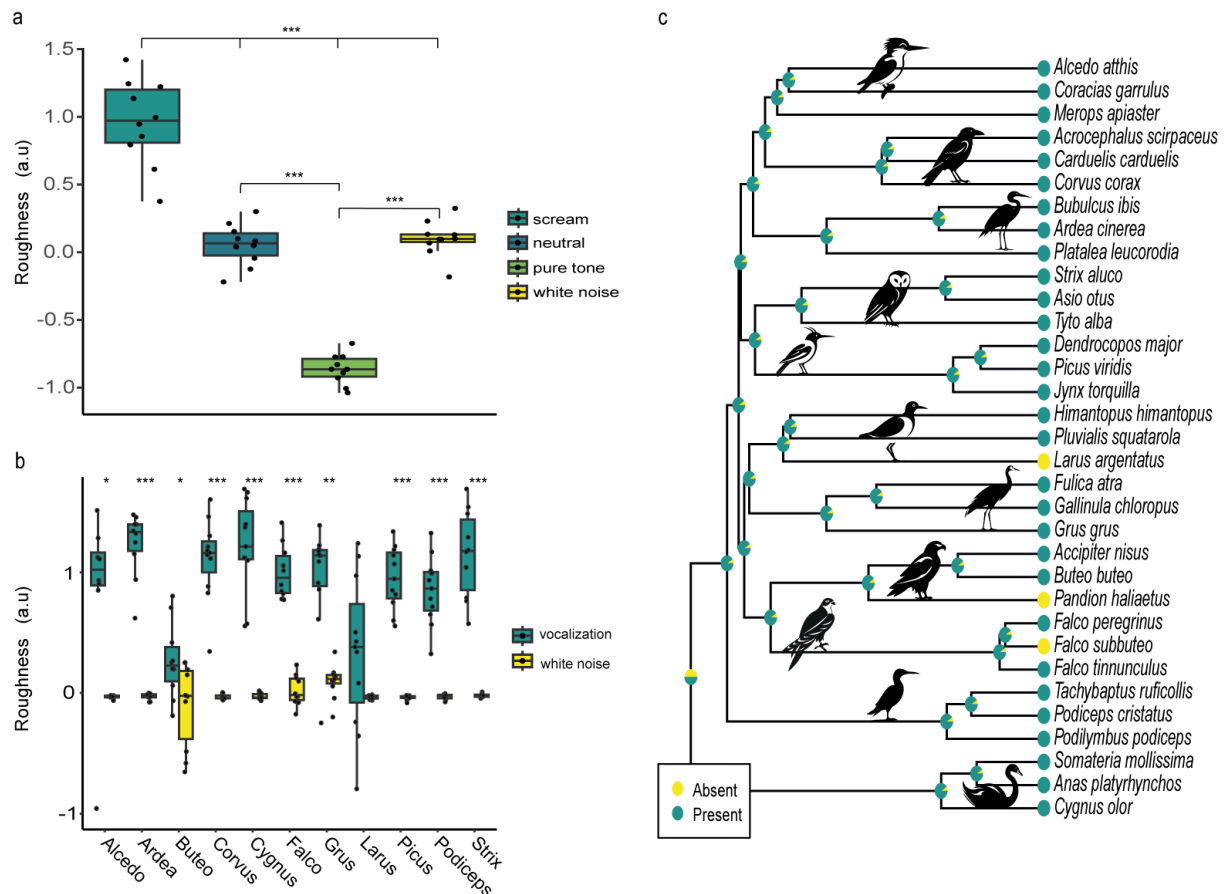 a
***
1.5
1.0
0.5
0.0
-0.5
-1.0
Roughness (a.u)
***
***
scream
neutral
pure tone
white noise
b
* *** * *** *** *** ** *** *** ***
1
0
-1
Roughness (a.u)
vocalization
white noise
Alcedo
Ardea
Buteo
Corvus
Cygnus
Falco
Grus
Larus
Picus
Podiceps
Strix
c
Alcedo atthis
Coracias garrulus
Merops apiaster
Acrocephalus scirpaceus
Carduelis carduelis
Corvus corax
Bubulcus ibis
Ardea cinerea
Platalea leucorodia
Strix aluco
Asio otus
Tyto alba
Dendrocopos major
Picus viridis
Jynx torquilla
Himantopus himantopus
Pluvialis squatarola
Larus argentatus
Fulica atra
Gallinula chloropus
Grus grus
Accipiter nisus
Buteo buteo
Pandion haliaetus
Falco peregrinus
Falco subbuteo
Falco tinnunculus
Tachybaptus ruficollis
Podiceps cristatus
Podilymbus podiceps
Somateria mollissima
Anas platyrhynchos
Cygnus olor
Absent
Present